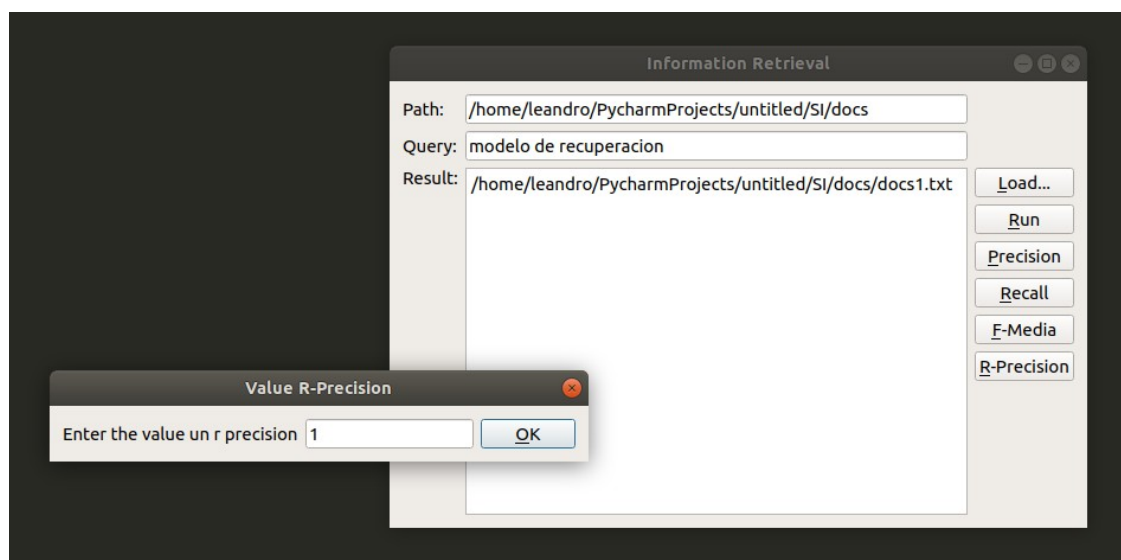 Information Retrieval
Path: /home/leandro/PycharmProjects/untitled/SI/docs
Query: modelo de recuperacion
Result: /home/leandro/PycharmProjects/untitled/SI/docs/docs1.txt
Load...
Run
Precision
Recall
F-Media
R-Precision
Value R-Precision
Enter the value un r precision 1 OK